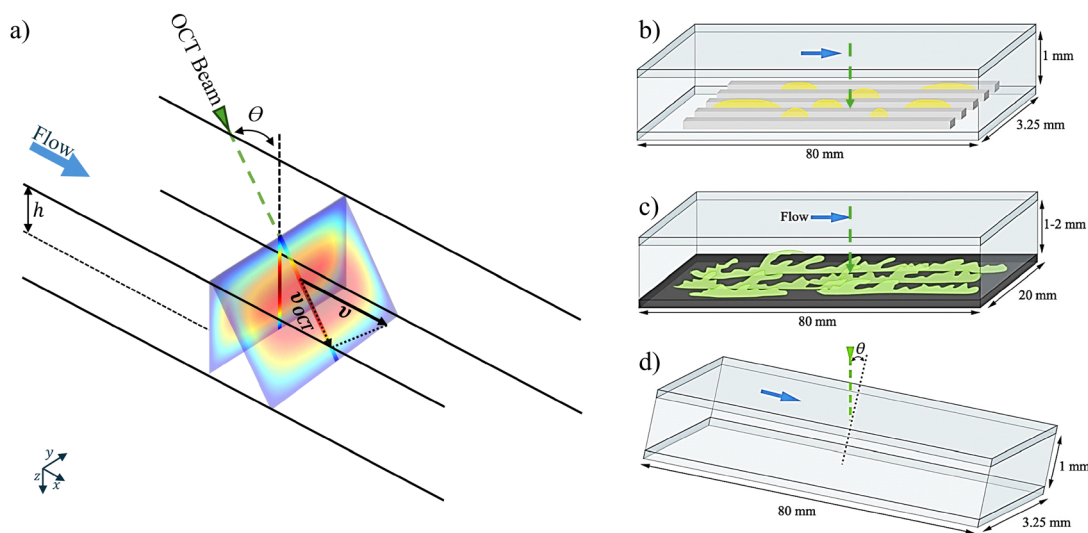 a)
OCT Beam
θ
Flow
h
υ OCT
υ
y
z
x
b)
1 mm
3.25 mm
80 mm
c)
Flow
1-2 mm
20 mm
80 mm
d)
θ
1 mm
80 mm
3.25 mm